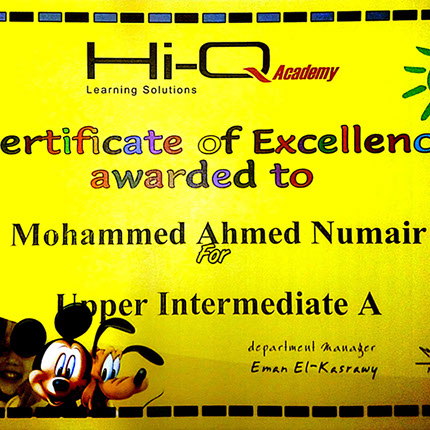 Hi-Q Academy
Learning Solutions
ertificate of Excellenc
awarded to
Mohammed Ahmed Numair
For
Upper Intermediate A
department Manager
Eman El-Kasrawy